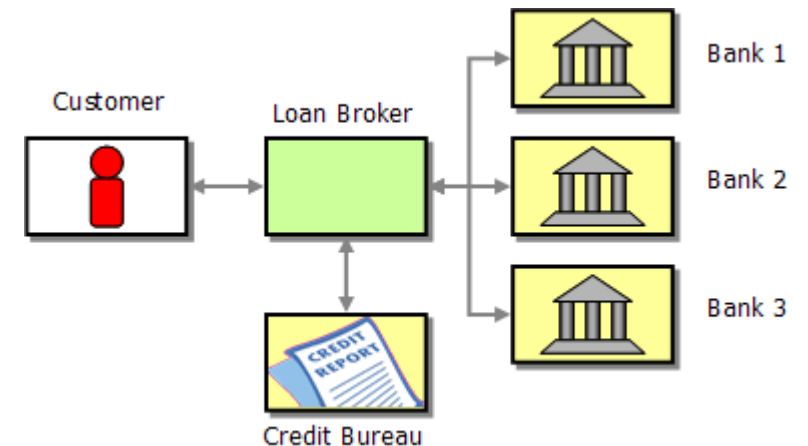 Customer
Loan Broker
Bank 1
Bank 2
Bank 3
CREDIT
REPORT
Credit Bureau